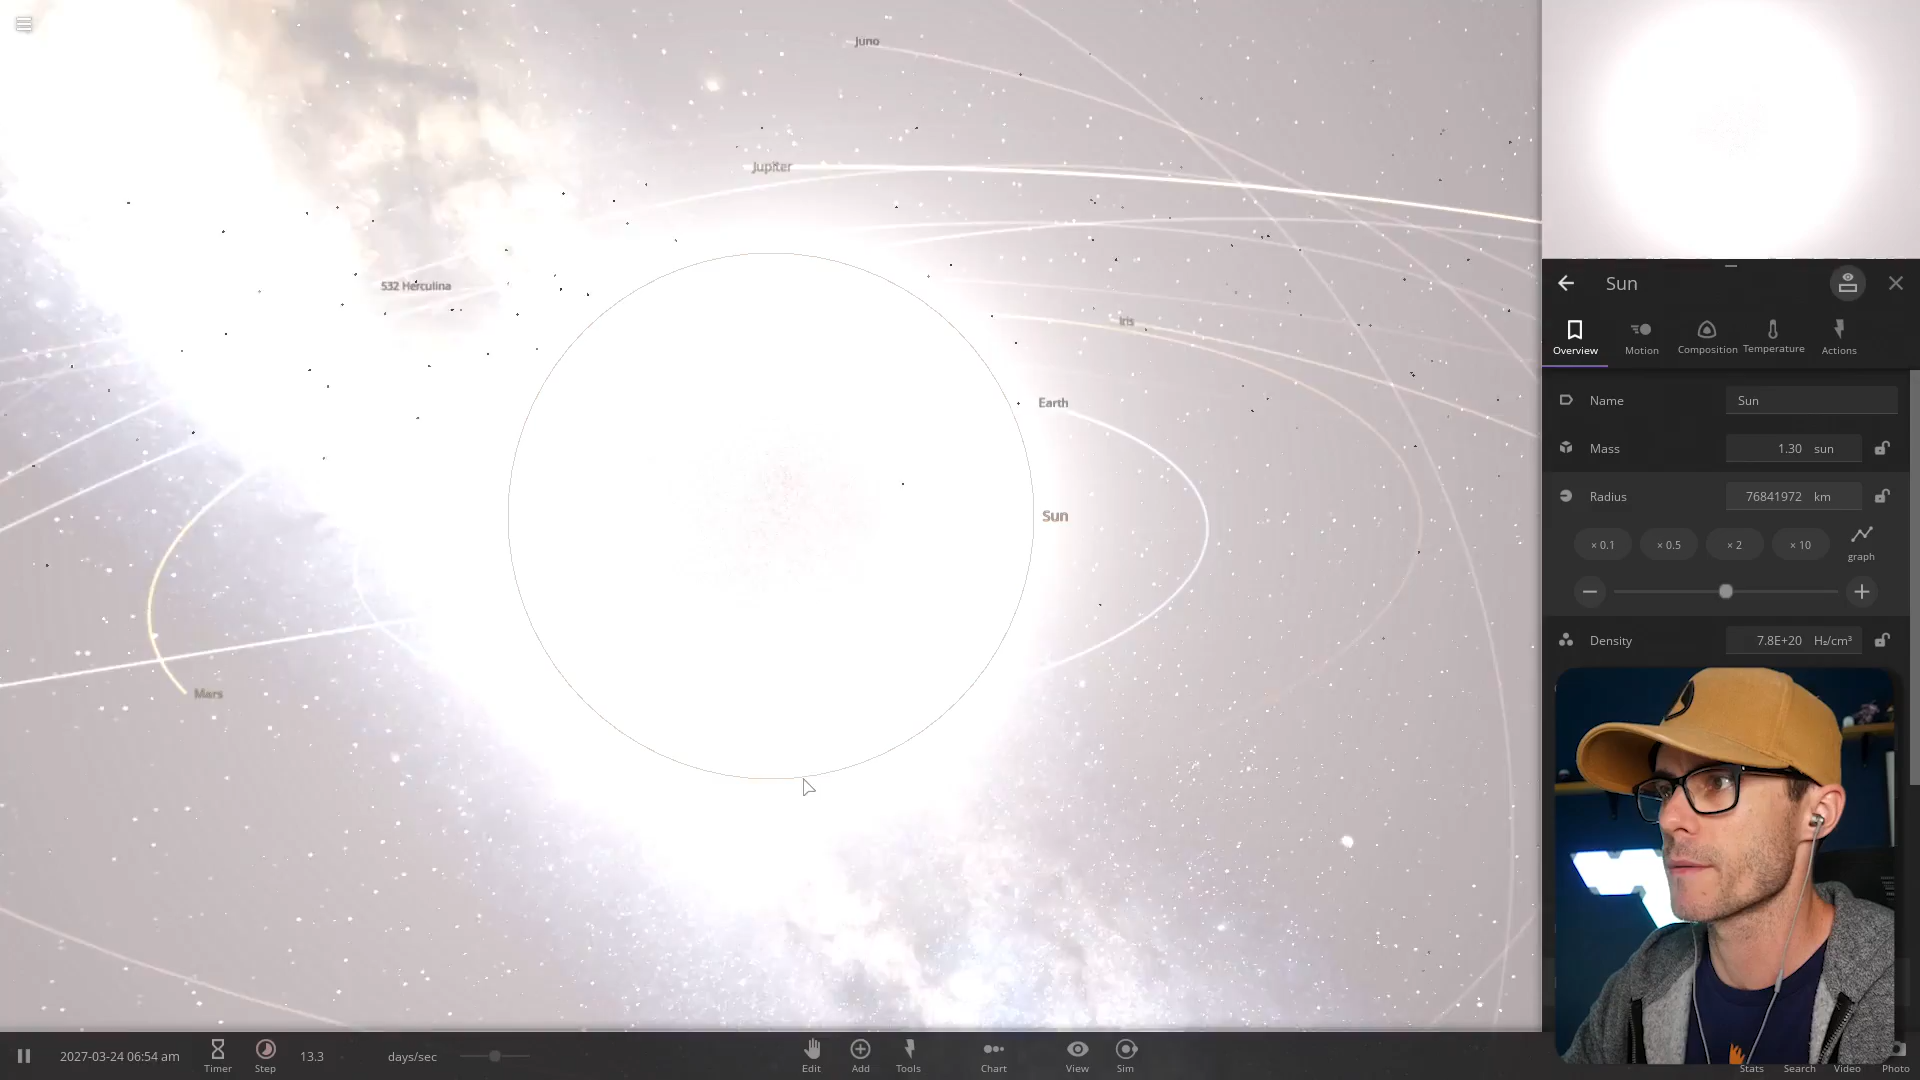 Juno
Jupiter
532 Herculina
Iris
Earth
Sun
Mars
Sun
Overview
Motion
Composition
Temperature
Actions
Name
Sun
Mass
1.30 sun
Radius
76841972 km
× 0.1
× 0.5
× 2
× 10
graph
Density
7.8E+20 H₂/cm³
2027-03-24 06:54 am
Timer
Step
13.3
days/sec
Edit
Add
Tools
Chart
View
Sim
Stats
Search
Video
Photo